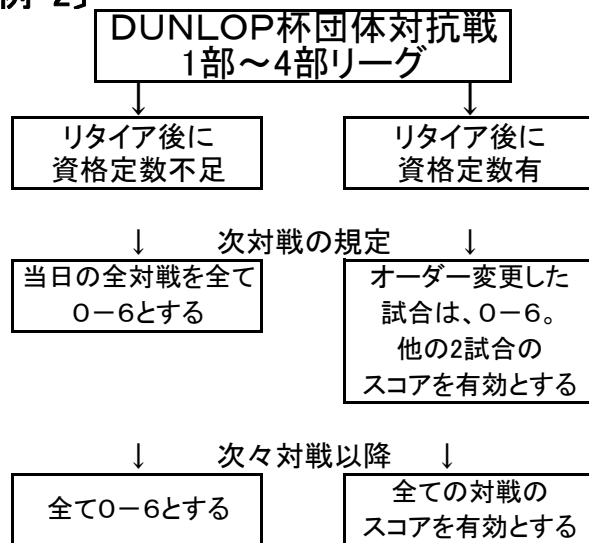 例-2」
DUNLOP杯団体対抗戦
1部~4部リーグ
↓ ↓
リタイア後に
資格定数不足
リタイア後に
資格定数有
↓ 次対戦の規定 ↓
当日の全対戦を全て
0-6とする
オーダー変更した
試合は、0-6。
他の2試合の
スコアを有効とする
↓ 次々対戦以降 ↓
全て0-6とする
全ての対戦の
スコアを有効とする